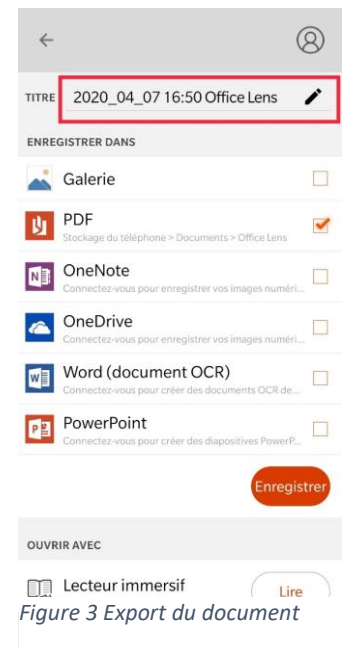 TITRE 2020_04_07 16:50 Office Lens
ENREGISTRER DANS
Galerie
PDF
Stockage du téléphone > Documents > Office Lens
OneNote
Connectez-vous pour enregistrer vos images numéri...
OneDrive
Connectez-vous pour enregistrer vos images numéri...
Word (document OCR)
Connectez-vous pour créer des documents OCR de...
PowerPoint
Connectez-vous pour créer des diapositives PowerP...
Enregistrer
OUVRIR AVEC
Lecteur immersif
Lire
Figure 3 Export du document